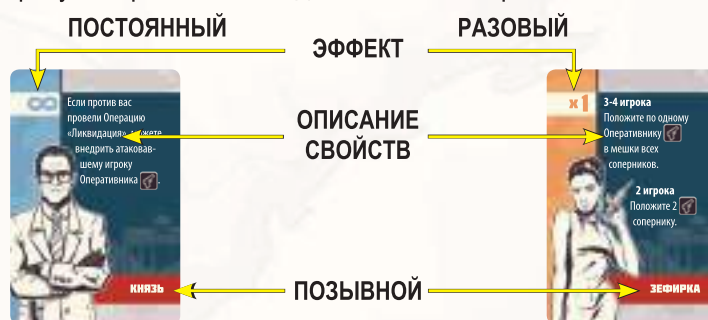 ПОСТОЯННЫЙ
РАЗОВЫЙ
ЭФФЕКТ
∞
Если против вас
провели Операцию
«Ликвидация»,
внедрить атаковав-
шему игроку
Оперативника
.
х1
3-4 игрока
Положите по одному
Оперативнику
в мешки всех
соперников.
2 игрока
Положите 2
сопернику.
ОПИСАНИЕ
СВОЙСТВ
КНЯЗЬ
ПОЗЫВНОЙ
ЗЕФИРКА